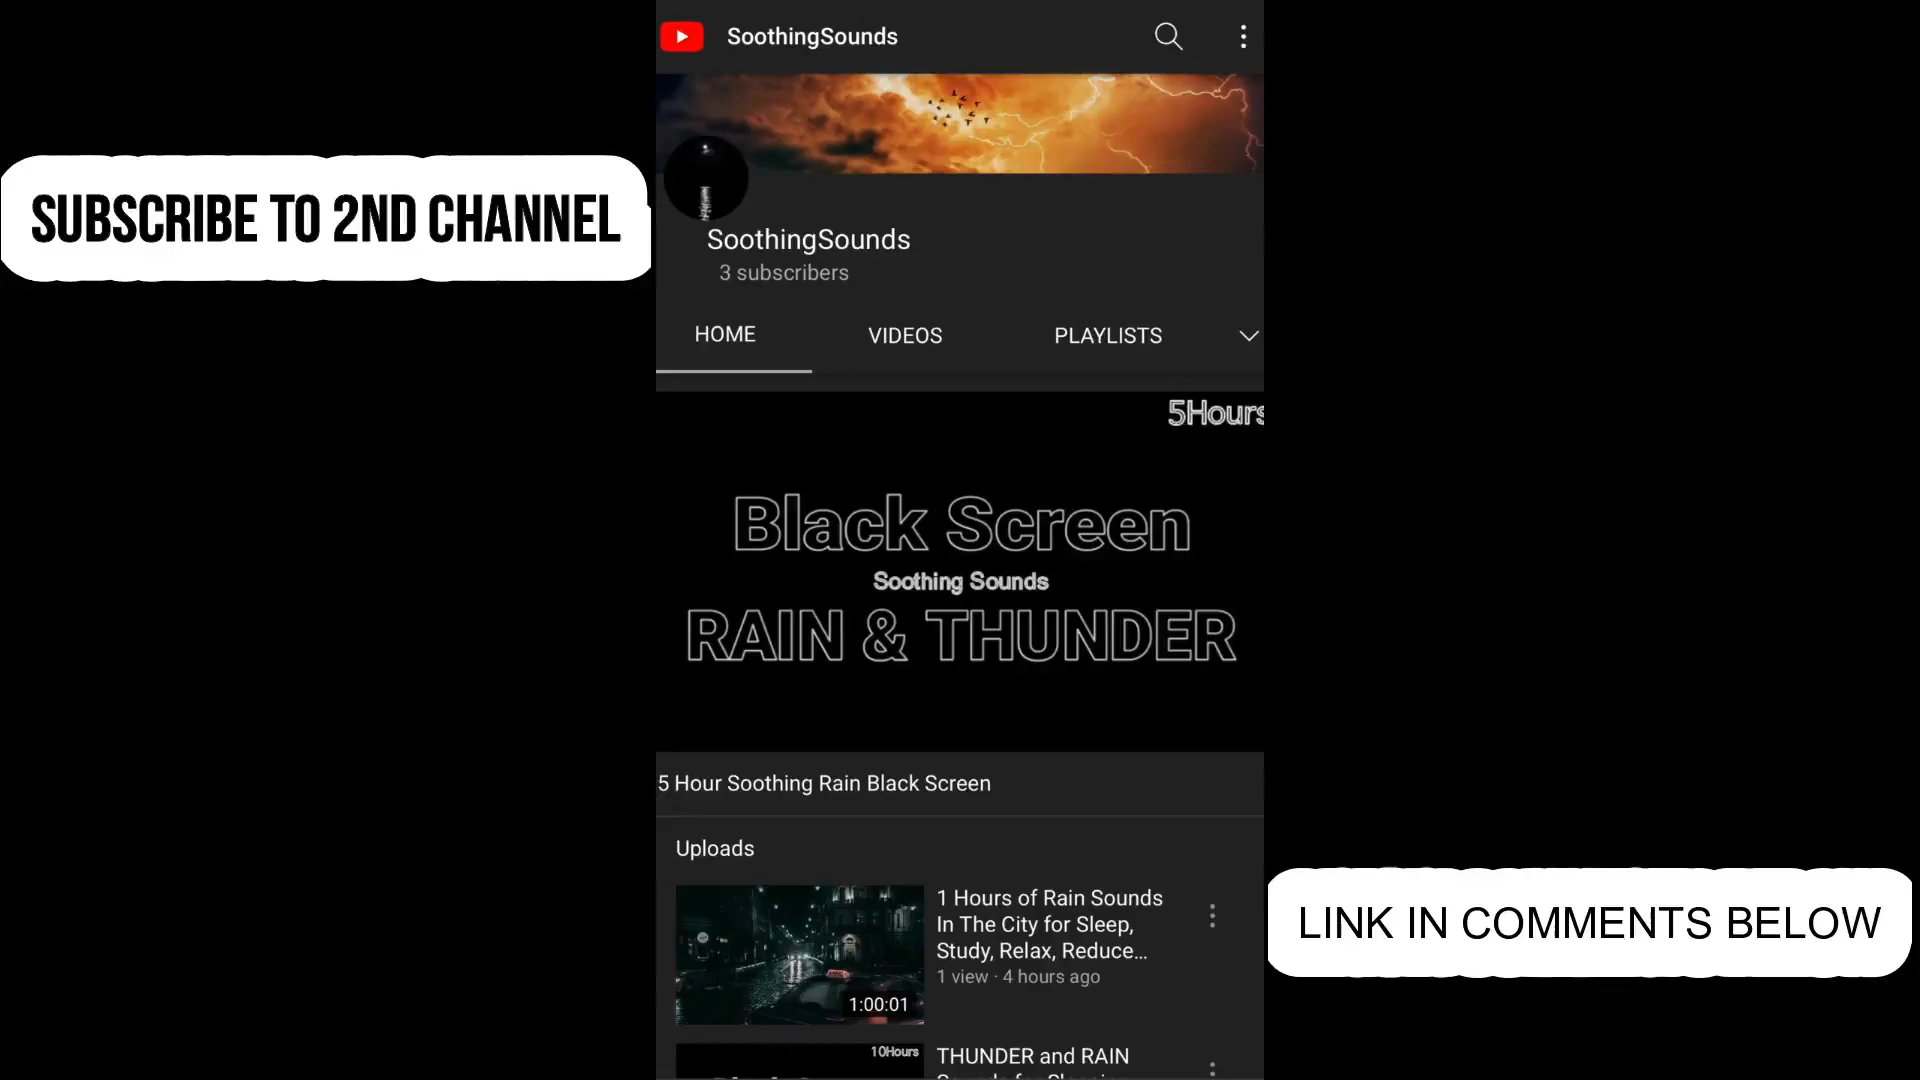 SoothingSounds
SUBSCRIBE TO 2ND CHANNEL
SoothingSounds
3 subscribers
HOME
VIDEOS
PLAYLISTS
5Hours
Black Screen
Soothing Sounds
RAIN & THUNDER
5 Hour Soothing Rain Black Screen
Uploads
1 Hours of Rain Sounds
In The City for Sleep,
Study, Relax, Reduce...
1 view · 4 hours ago
1:00:01
LINK IN COMMENTS BELOW
10Hours
THUNDER and RAIN